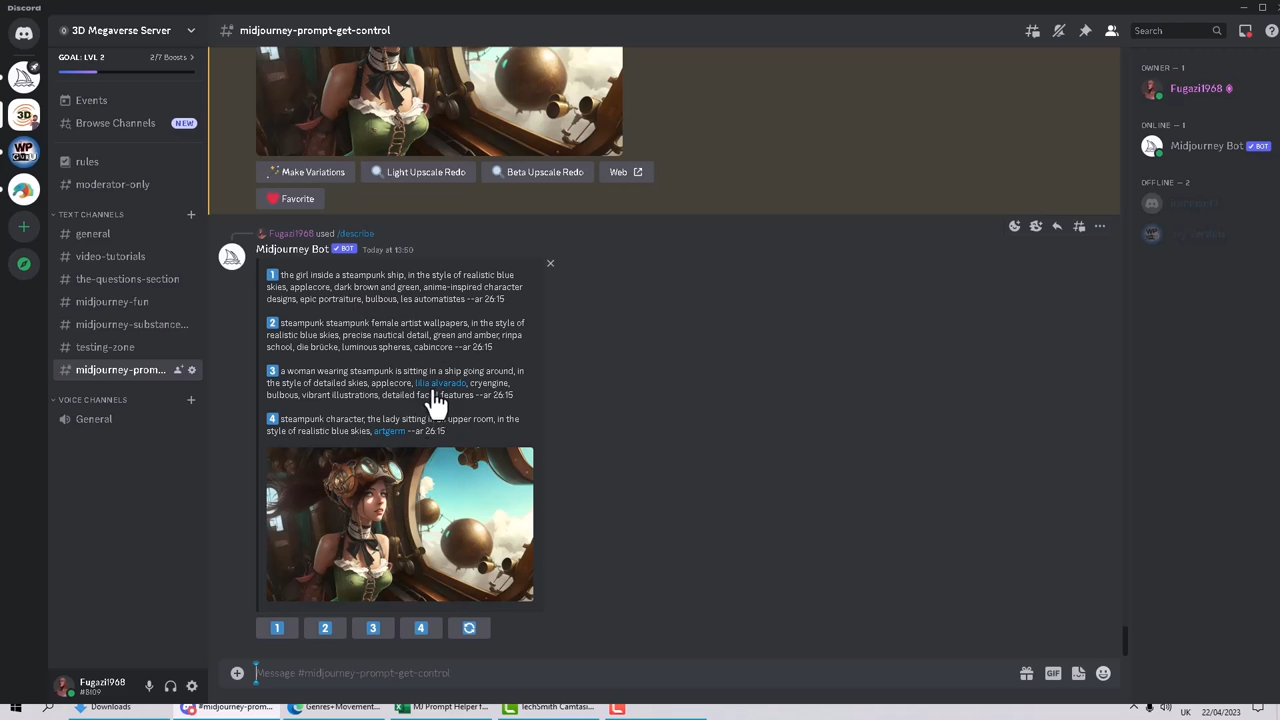 Discord
3D Megaverse Server
GOAL: LVL 2
2/7 Boosts
Events
Browse Channels
NEW
rules
moderator-only
TEXT CHANNELS
general
video-tutorials
the-questions-section
midjourney-fun
midjourney-substance...
testing-zone
midjourney-prom...
VOICE CHANNELS
General
Fugazi1968
#8109
midjourney-prompt-get-control
Search
Make Variations
Light Upscale Redo
Beta Upscale Redo
Web
Favorite
Fugazi1968 used /describe
Midjourney Bot ✓ BOT Today at 13:50
1 the girl inside a steampunk ship, in the style of realistic blue
skies, applecore, dark brown and green, anime-inspired character
designs, epic portraiture, bulbous, les automatistes --ar 26:15
2 steampunk steampunk female artist wallpapers, in the style of
realistic blue skies, precise nautical detail, green and amber, rinpa
school, die brücke, luminous spheres, cabincore --ar 26:15
3 a woman wearing steampunk is sitting in a ship going around, in
the style of detailed skies, applecore, lilia alvarado, cryengine,
bulbous, vibrant illustrations, detailed facial features --ar 26:15
4 steampunk character, the lady sitting in an upper room, in the
style of realistic blue skies, artgerm --ar 26:15
1
2
3
4
Message #midjourney-prompt-get-control
GIF
OWNER — 1
Fugazi1968
ONLINE — 1
Midjourney Bot ✓ BOT
OFFLINE — 2
3D
WP
GURU
Downloads
#midjourney-prom...
Genres+Movement...
MJ Prompt Helper f...
TechSmith Camtasi...
UK
22/04/2023